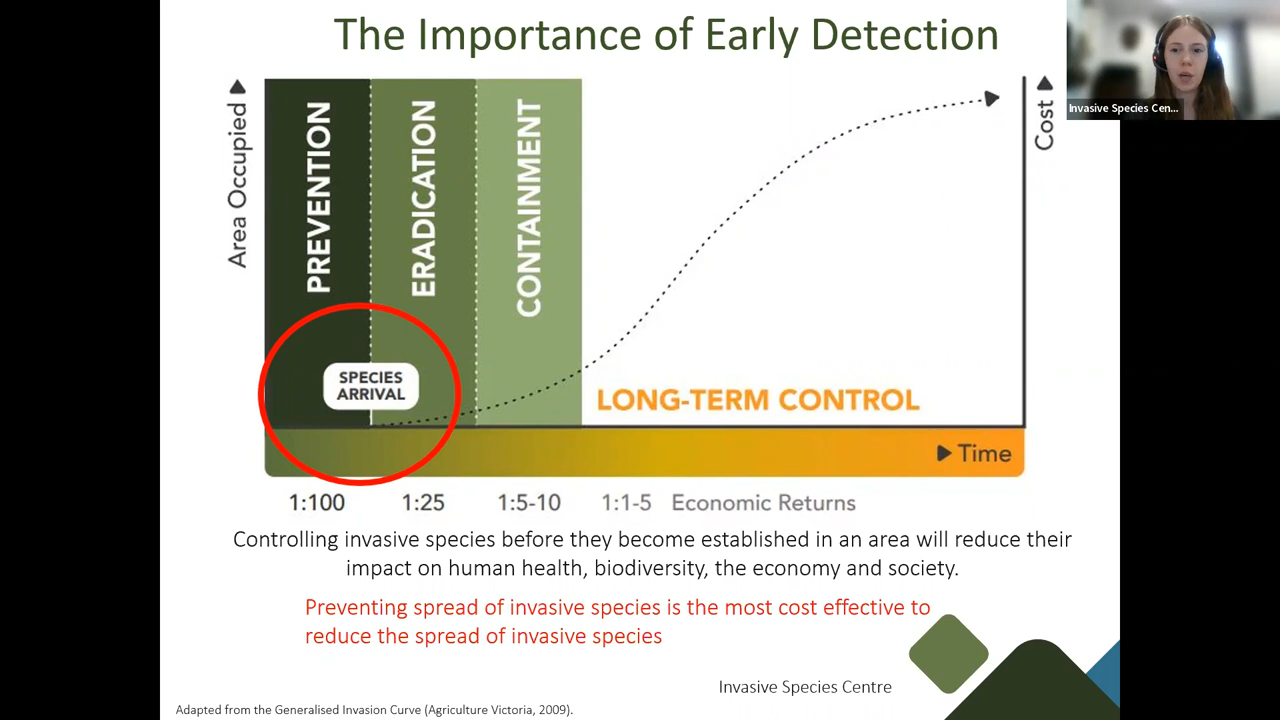 The Importance of Early Detection
Invasive Species Cen...
Area Occupied
PREVENTION
ERADICATION
CONTAINMENT
Cost
SPECIES
ARRIVAL
LONG-TERM CONTROL
Time
1:100 1:25 1:5-10 1:1-5 Economic Returns
Controlling invasive species before they become established in an area will reduce their
impact on human health, biodiversity, the economy and society.
Preventing spread of invasive species is the most cost effective to
reduce the spread of invasive species
Invasive Species Centre
Adapted from the Generalised Invasion Curve (Agriculture Victoria, 2009).